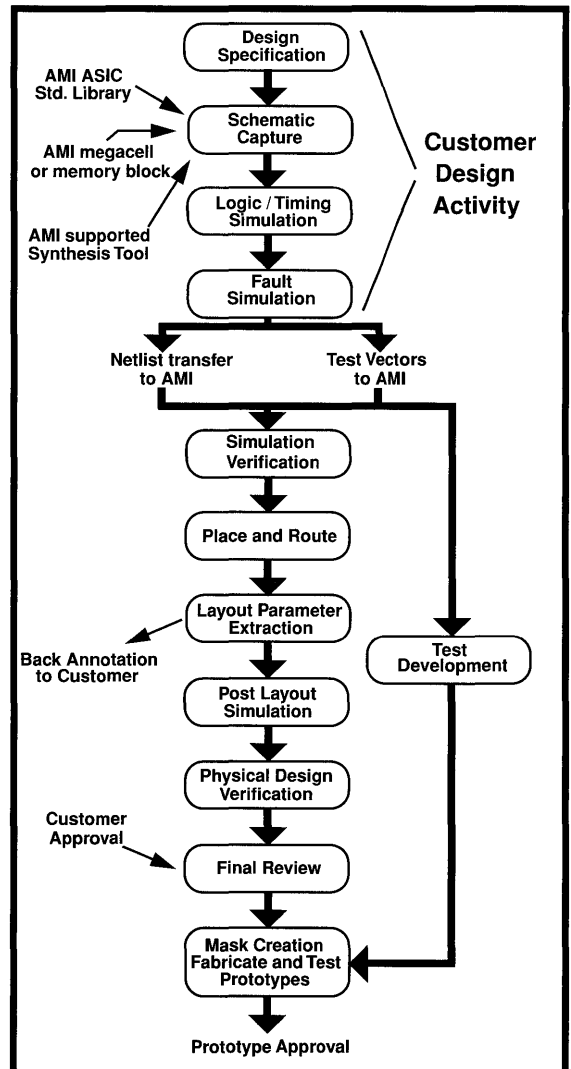 Design
Specification
AMI ASIC
Std. Library
Schematic
Capture
AMI megacell
or memory block
Customer
Design
Activity
Logic / Timing
Simulation
AMI supported
Synthesis Tool
Fault
Simulation
Netlist transfer
to AMI
Test Vectors
to AMI
Simulation
Verification
Place and Route
Layout Parameter
Extraction
Back Annotation
to Customer
Test
Development
Post Layout
Simulation
Physical Design
Verification
Customer
Approval
Final Review
Mask Creation
Fabricate and Test
Prototypes
Prototype Approval